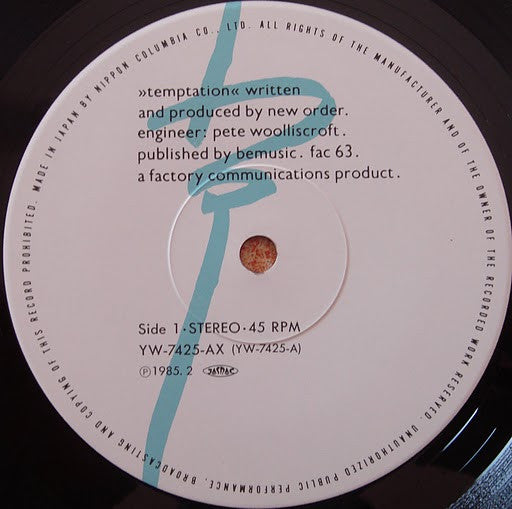 »temptation« written
and produced by new order.
engineer: pete woolliscroft.
published by bemusic. fac 63.
a factory communications product.
Side 1·STEREO·45 RPM
YW-7425-AX (YW-7425-A)
Ⓟ1985. 2 JASRAC
MADE IN JAPAN BY NIPPON COLUMBIA CO., LTD. ALL RIGHTS OF THE MANUFACTURER AND OF THE OWNER OF THE RECORDED WORK RESERVED. UNAUTHORIZED PUBLIC PERFORMANCE, BROADCASTING AND COPYING OF THIS RECORD PROHIBITED.